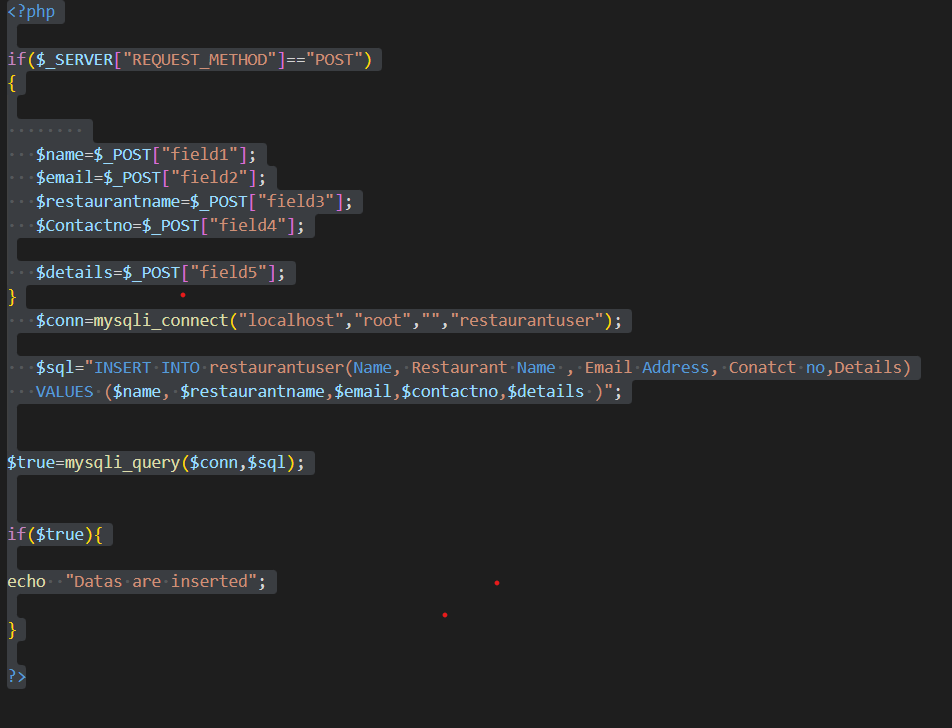 <?php
if($_SERVER["REQUEST_METHOD"]=="POST")
{
$name=$_POST["field1"];
$email=$_POST["field2"];
$restaurantname=$_POST["field3"];
$Contactno=$_POST["field4"];
$details=$_POST["field5"];
}
$conn=mysqli_connect("localhost","root","","restaurantuser");
$sql="INSERT INTO restaurantuser(Name, Restaurant Name , Email Address, Conatct no,Details)
VALUES ($name, $restaurantname,$email,$contactno,$details )";
$true=mysqli_query($conn,$sql);
if($true){
echo  "Datas are inserted";
}
?>